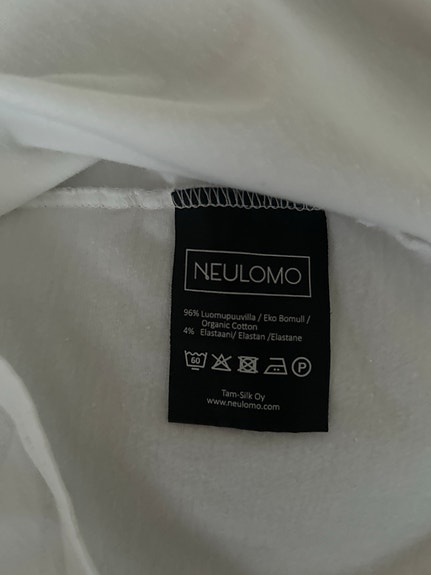 NEULOMO
96% Luomupuuvilla / Eko Bomull /
Organic Cotton
4% Elastaani/ Elastan /Elastane
60 P
Tam-Silk Oy
www.neulomo.com